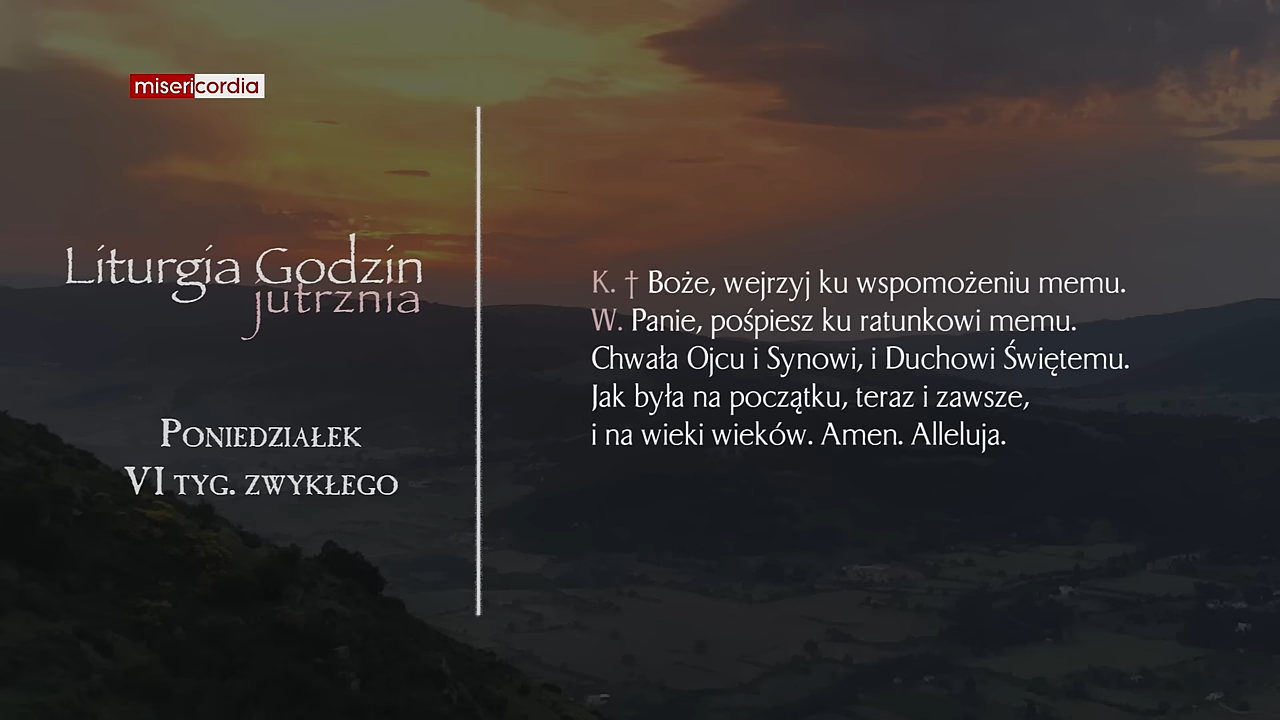 misericordia
Liturgia Godzin
jutrznia
Poniedziałek
VI tyg. zwykłego
K. † Boże, wejrzyj ku wspomożeniu memu.
W. Panie, pośpiesz ku ratunkowi memu.
Chwała Ojcu i Synowi, i Duchowi Świętemu.
Jak była na początku, teraz i zawsze,
i na wieki wieków. Amen. Alleluja.